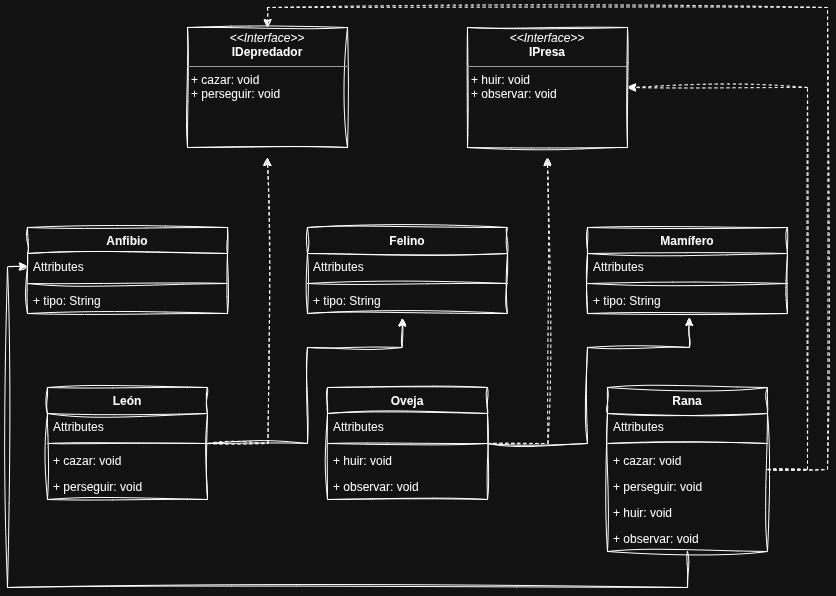 <<Interface>>
IDepredador
+ cazar: void
+ perseguir: void
<<Interface>>
IPresa
+ huir: void
+ observar: void
Anfibio
Attributes
+ tipo: String
Felino
Attributes
+ tipo: String
Mamífero
Attributes
+ tipo: String
León
Attributes
+ cazar: void
+ perseguir: void
Oveja
Attributes
+ huir: void
+ observar: void
Rana
Attributes
+ cazar: void
+ perseguir: void
+ huir: void
+ observar: void